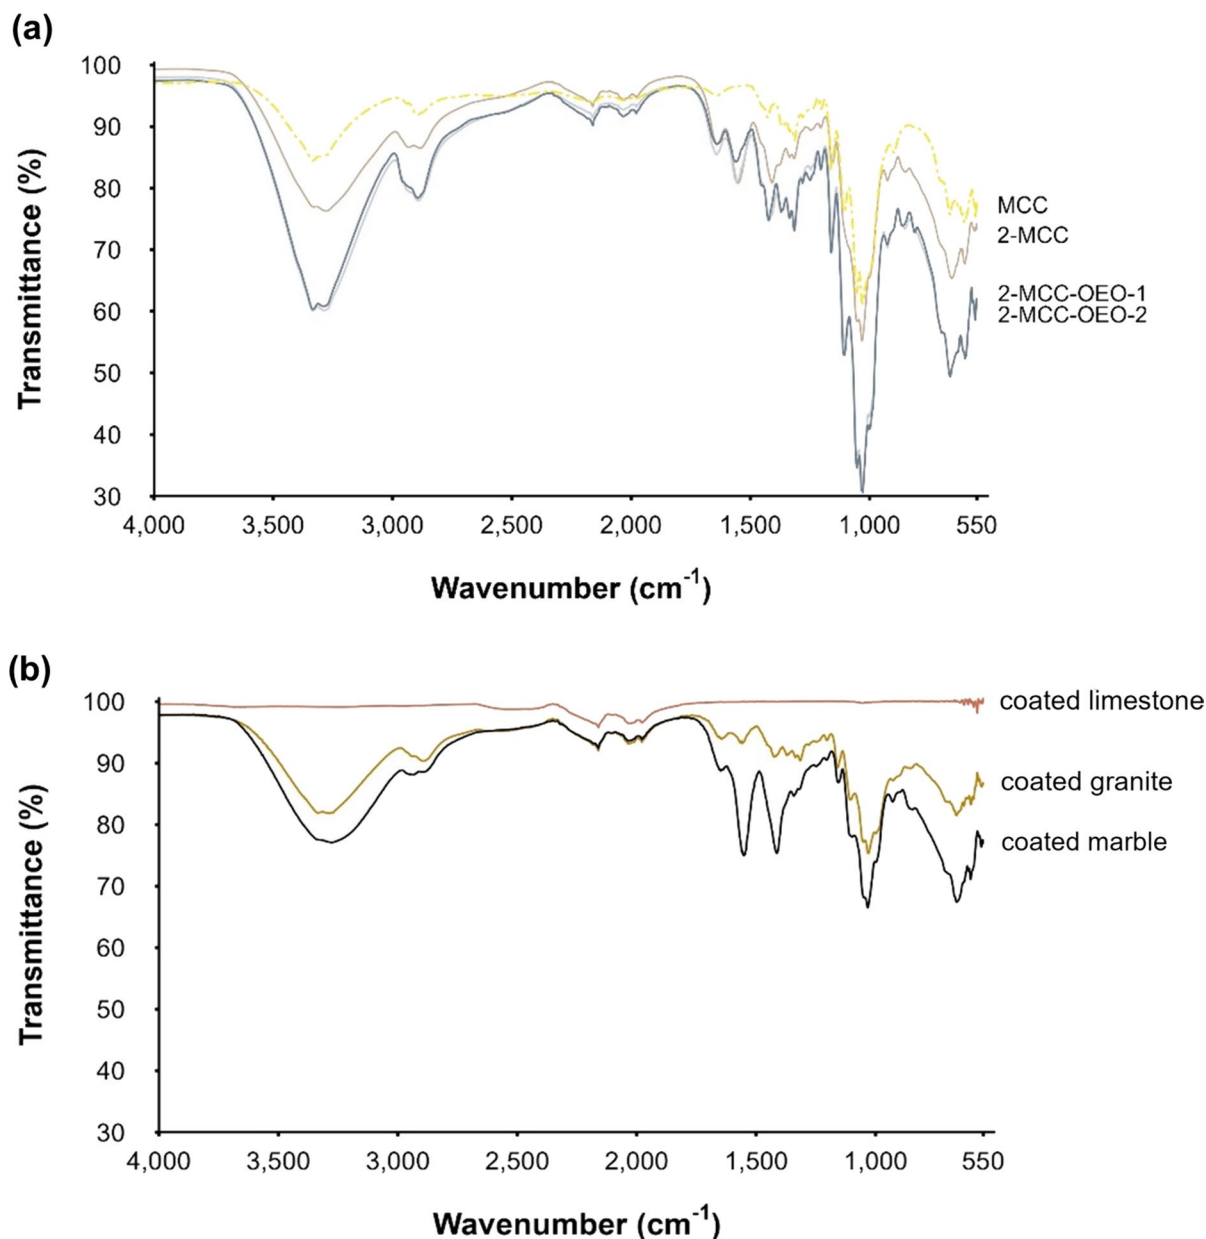 (a)
100
90
80
70
60
50
40
30
Transmittance (%)
MCC
2-MCC
2-MCC-OEO-1
2-MCC-OEO-2
4,000 3,500 3,000 2,500 2,000 1,500 1,000 550
Wavenumber (cm⁻¹)
(b)
100
90
80
70
60
50
40
30
Transmittance (%)
coated limestone
coated granite
coated marble
4,000 3,500 3,000 2,500 2,000 1,500 1,000 550
Wavenumber (cm⁻¹)